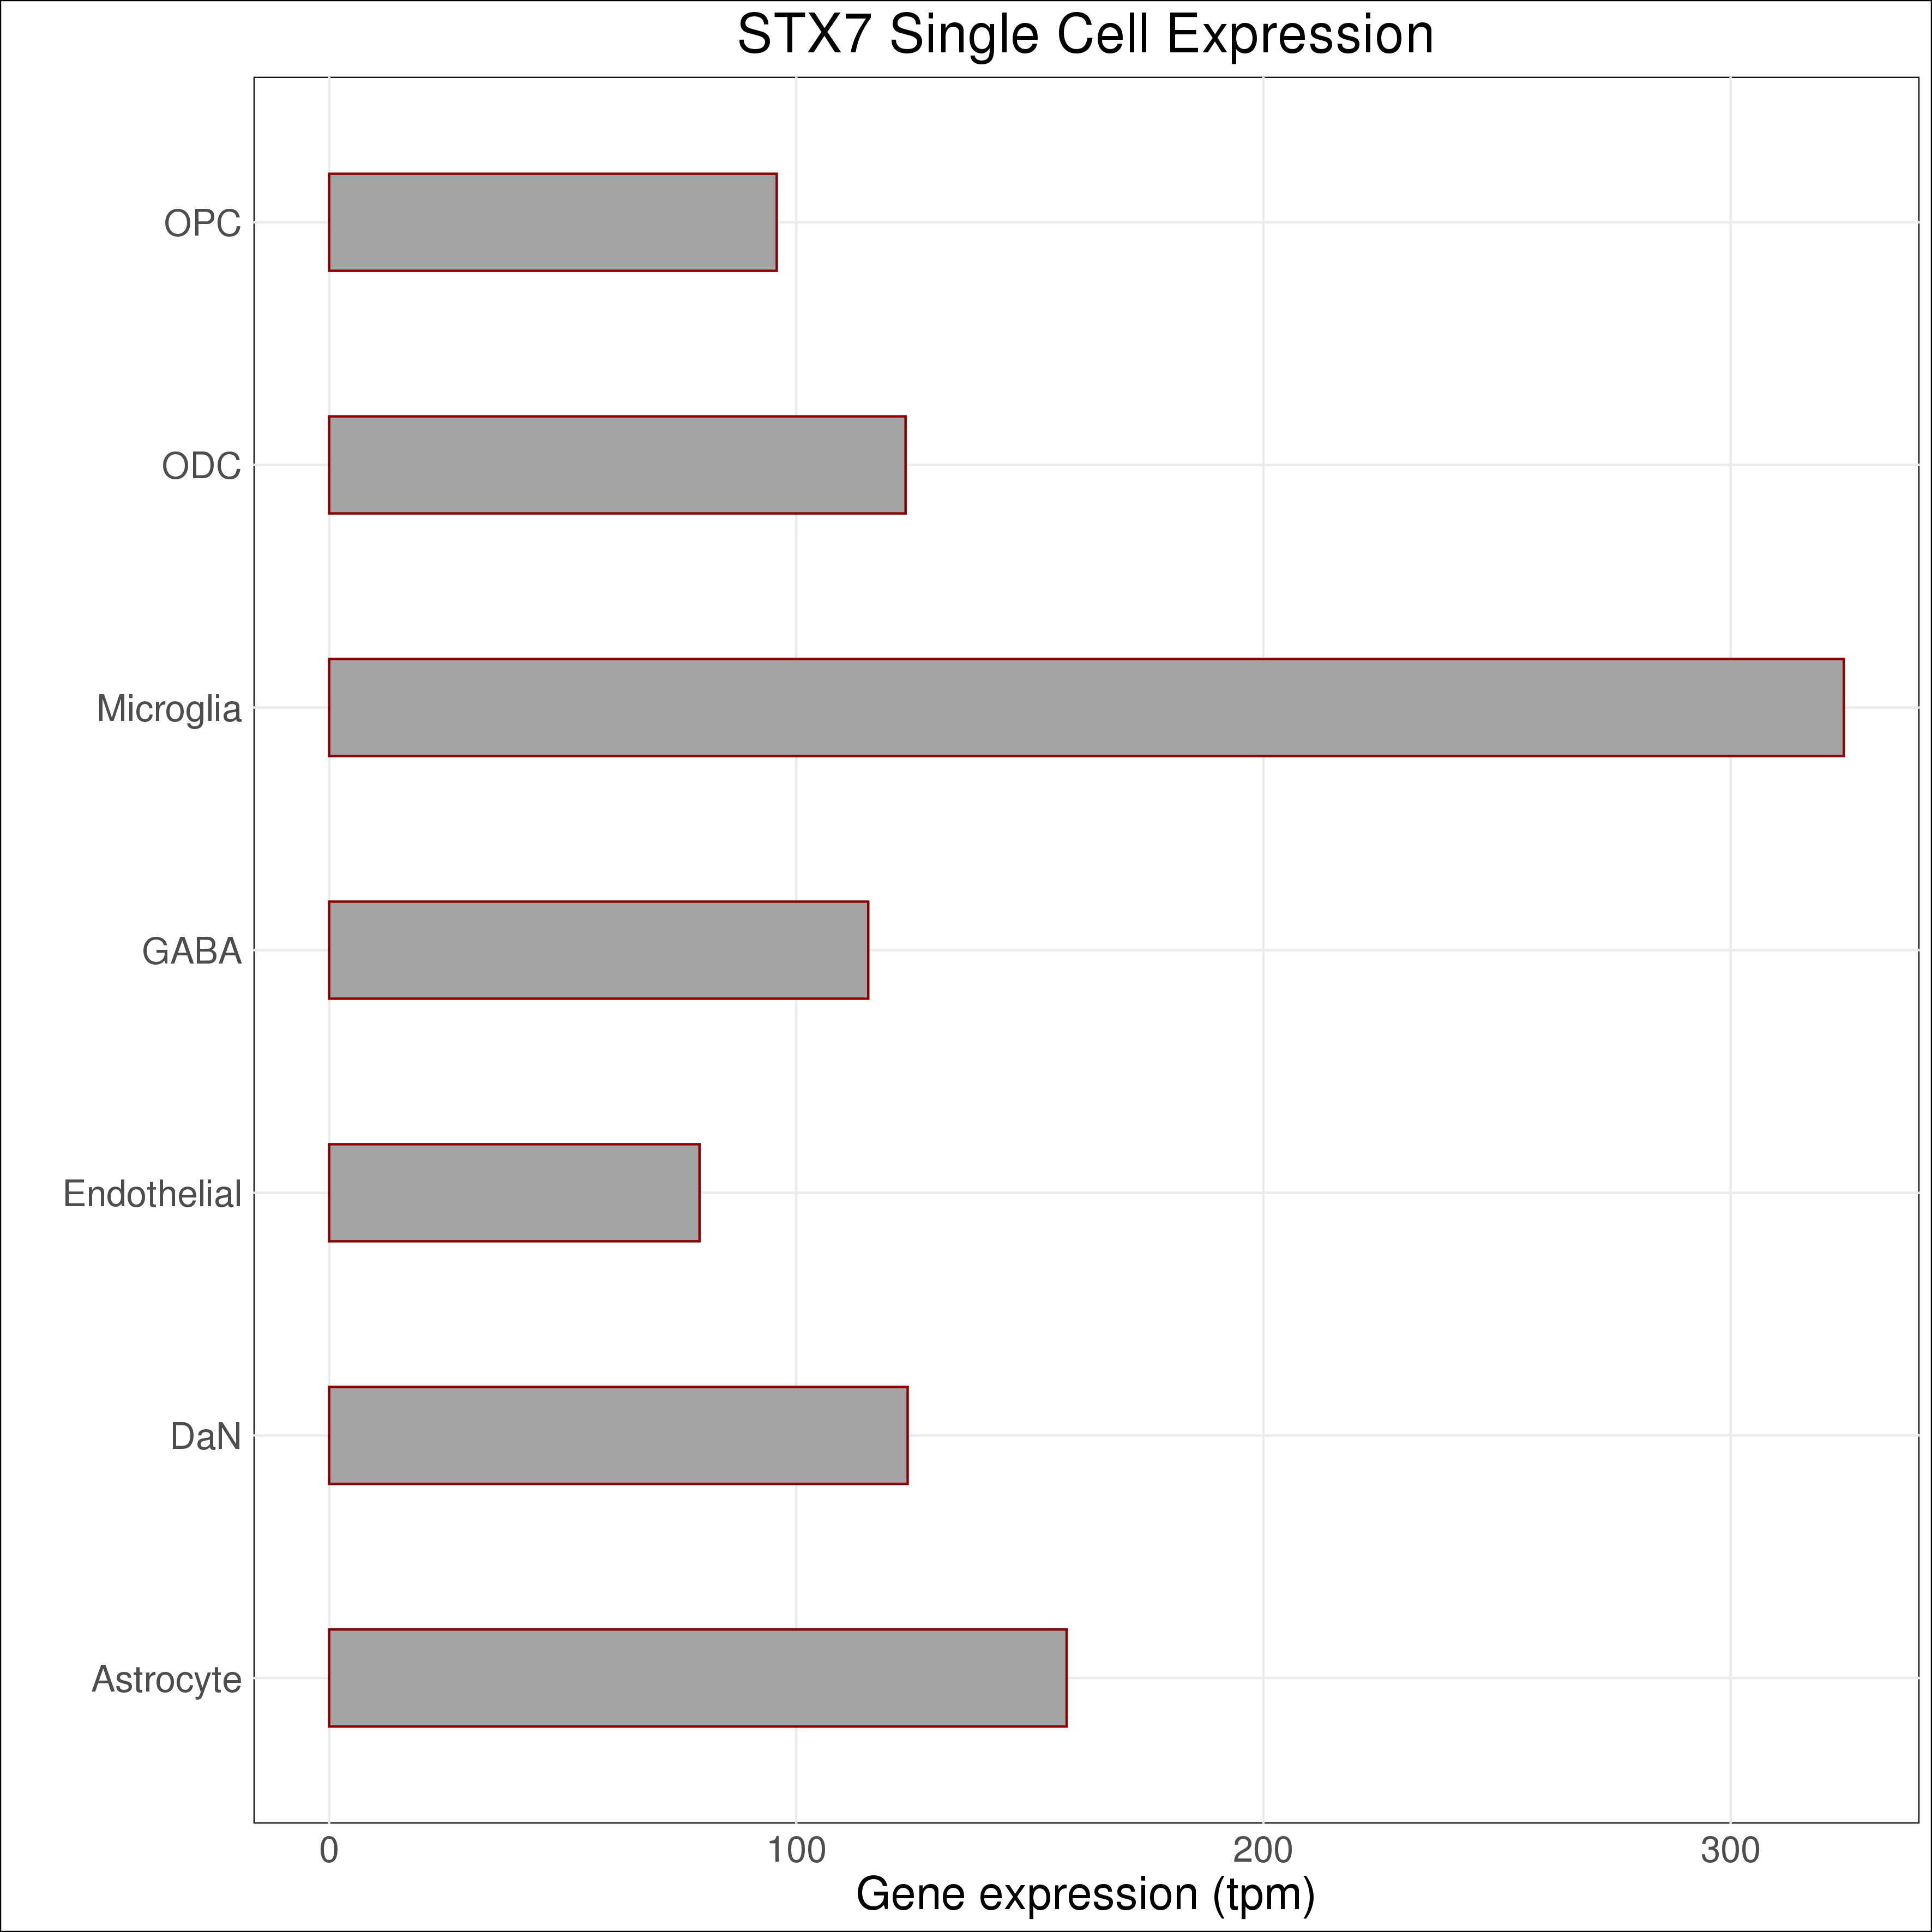 STX7 Single Cell Expression
OPC
ODC
Microglia
GABA
Endothelial
DaN
Astrocyte
0 100 200 300
Gene expression (tpm)